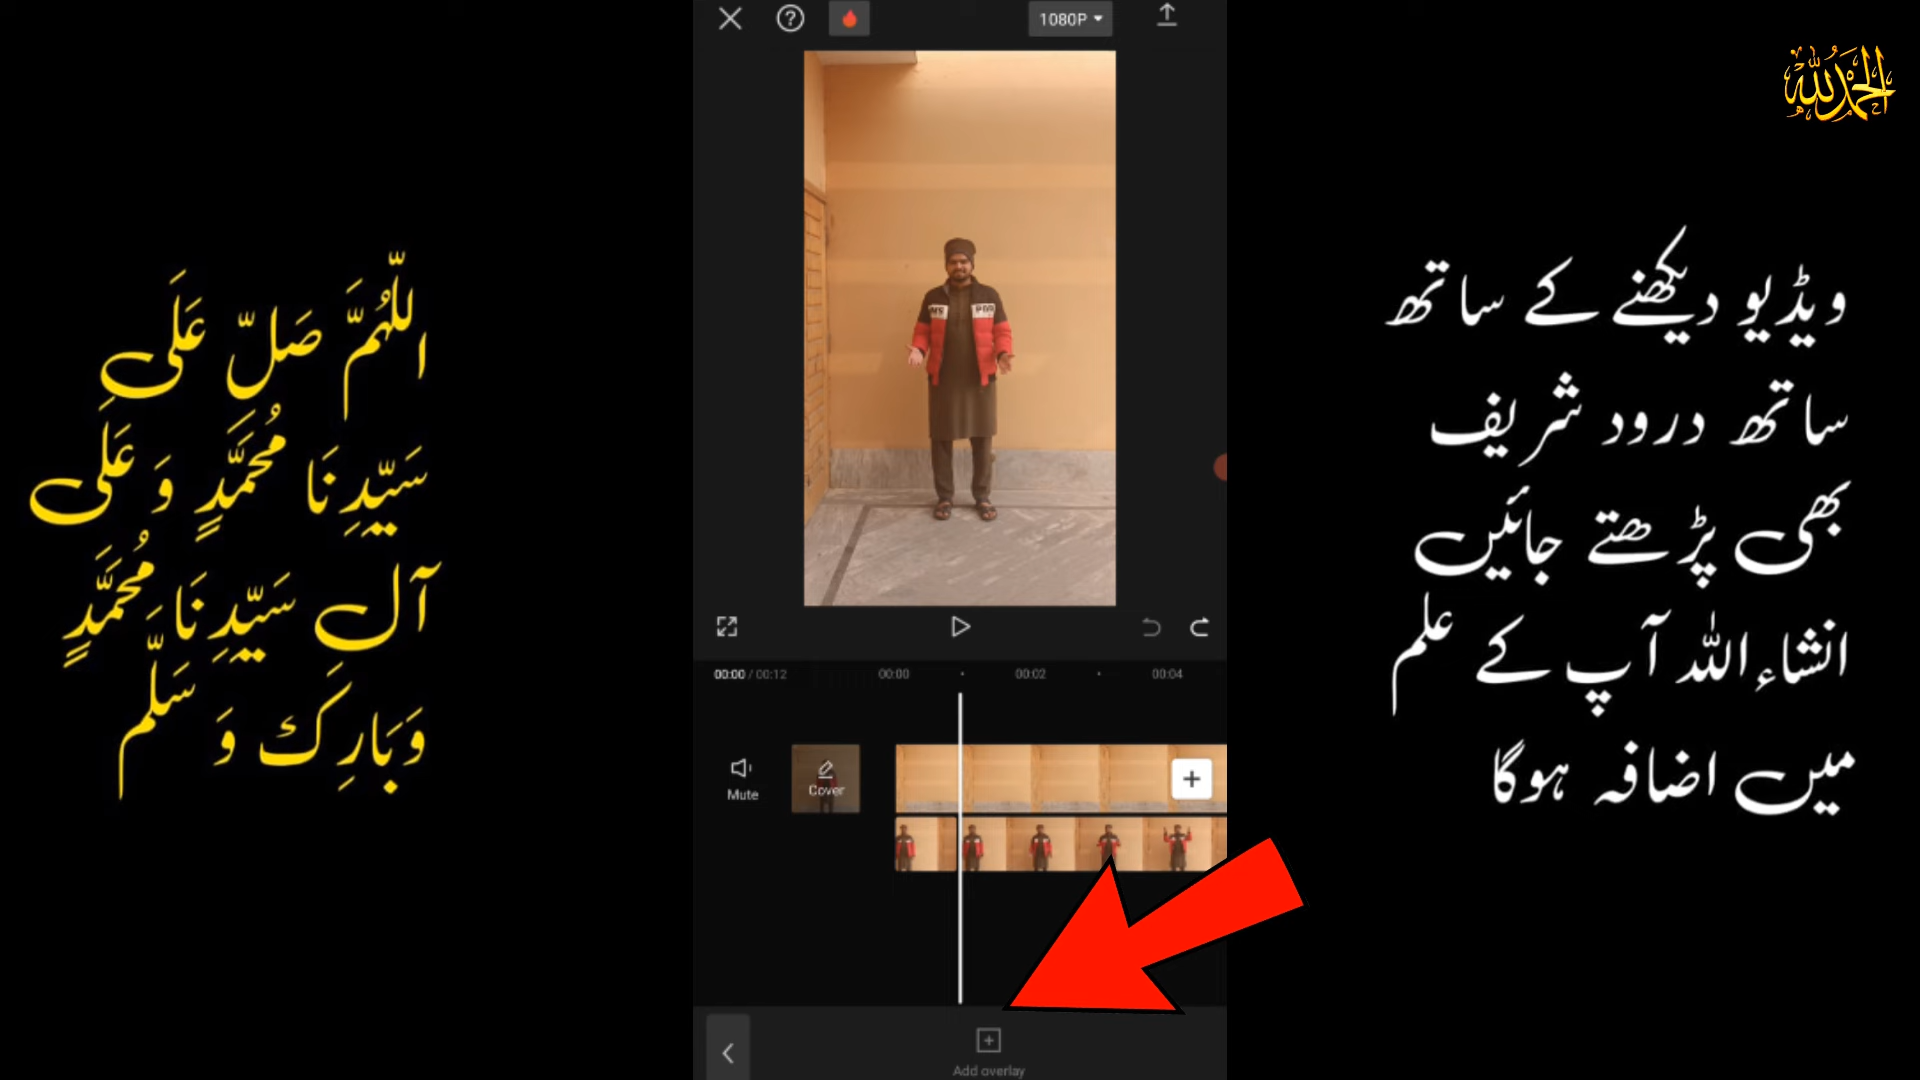 الحمدللہ
اللّٰهُمَّ صَلِّ عَلَی
سَيِّدِنَا مُحَمَّدٍ وَ عَلَی
آلِ سَيِّدِنَا مُحَمَّدٍ
وَبَارِك وَ سَلِّم
1080P
00:00 / 00:12
00:00
00:02
00:04
Mute
Cover
Add overlay
ویڈیو دیکھنے کے ساتھ
ساتھ درود شریف
بھی پڑھتے جائیں
انشاءاللہ آپ کے علم
میں اضافہ ہوگا